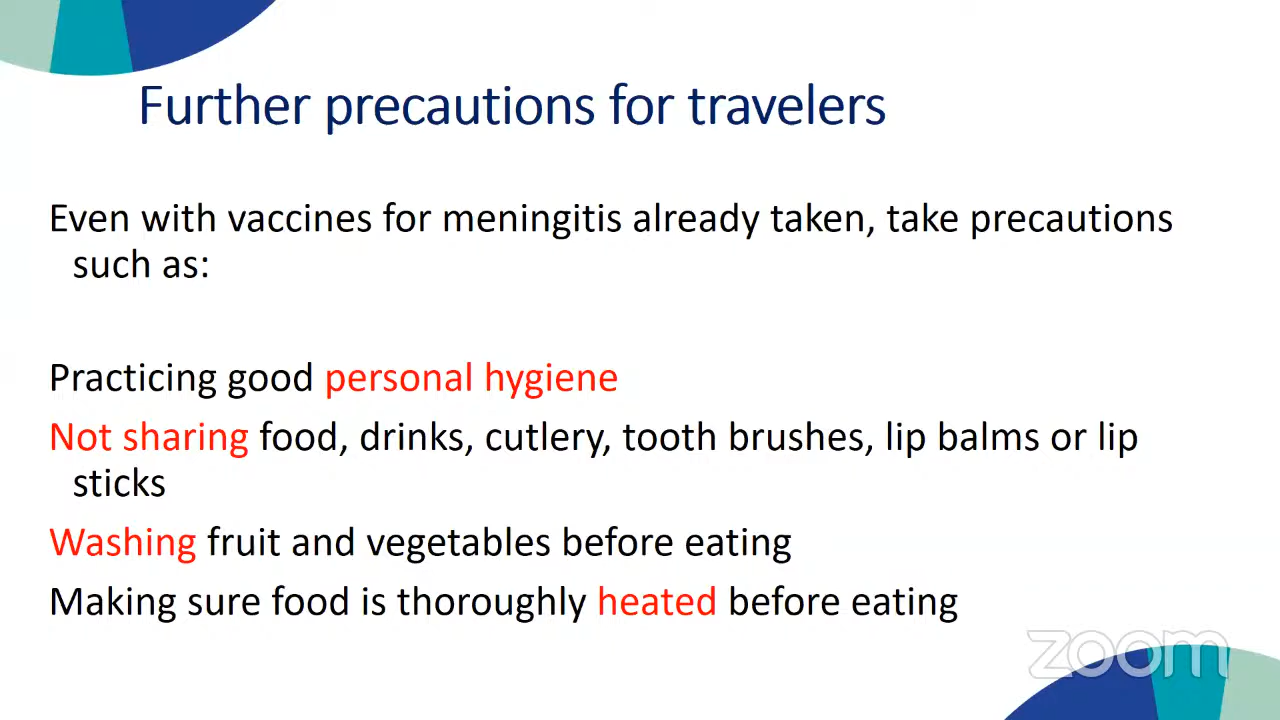 Further precautions for travelers
Even with vaccines for meningitis already taken, take precautions
such as:
Practicing good personal hygiene
Not sharing food, drinks, cutlery, tooth brushes, lip balms or lip
sticks
Washing fruit and vegetables before eating
Making sure food is thoroughly heated before eating
zoom